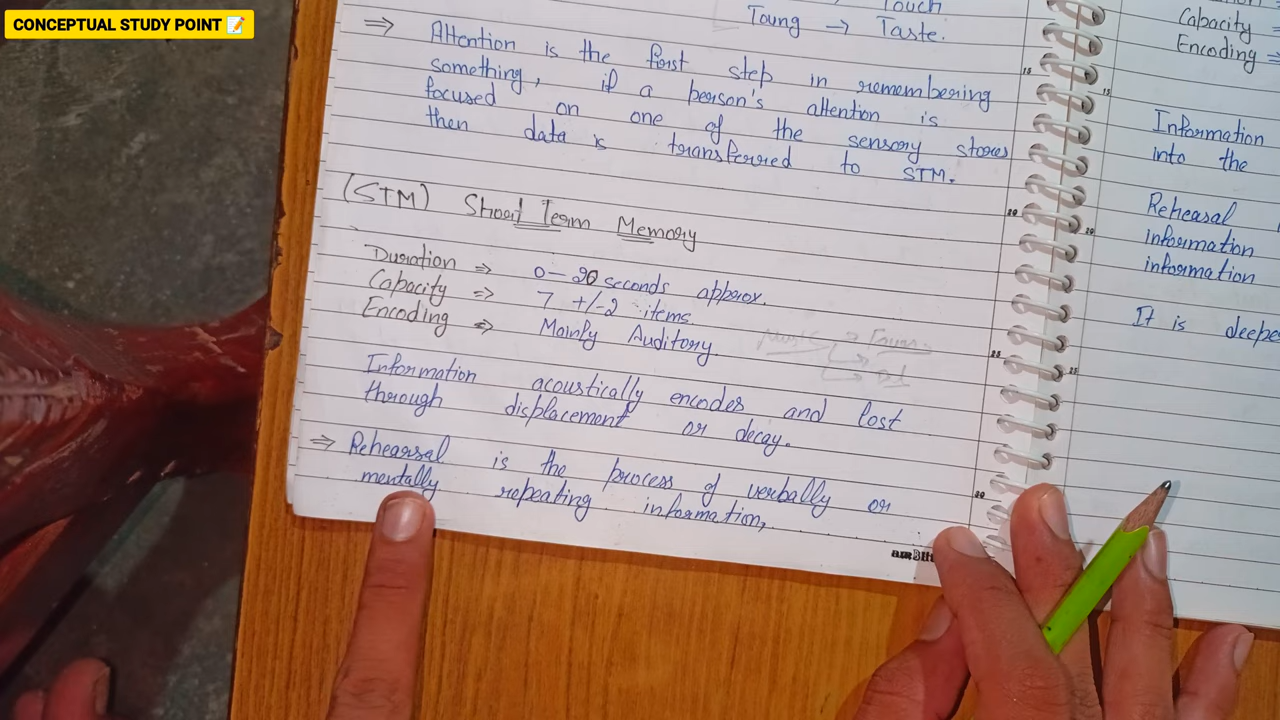 CONCEPTUAL STUDY POINT 📝
Touch
Toung → Taste.
⇒ Attention is the first step in remembering
something, if a person's attention is
focused on one of the sensory stores
then data is transferred to STM.
(STM) Short Term Memory
Duration ⇒ 0-20 seconds approx.
Capacity ⇒ 7 +/-2 items.
Encoding ⇒ Mainly Auditory.
Information acoustically encodes and lost
through displacement or decay.
⇒ Rehearsal is the process of verbally or
mentally repeating information,
Capacity =
Encoding ⇒
Information
into the
Rehearsal
information
information
It is deepe